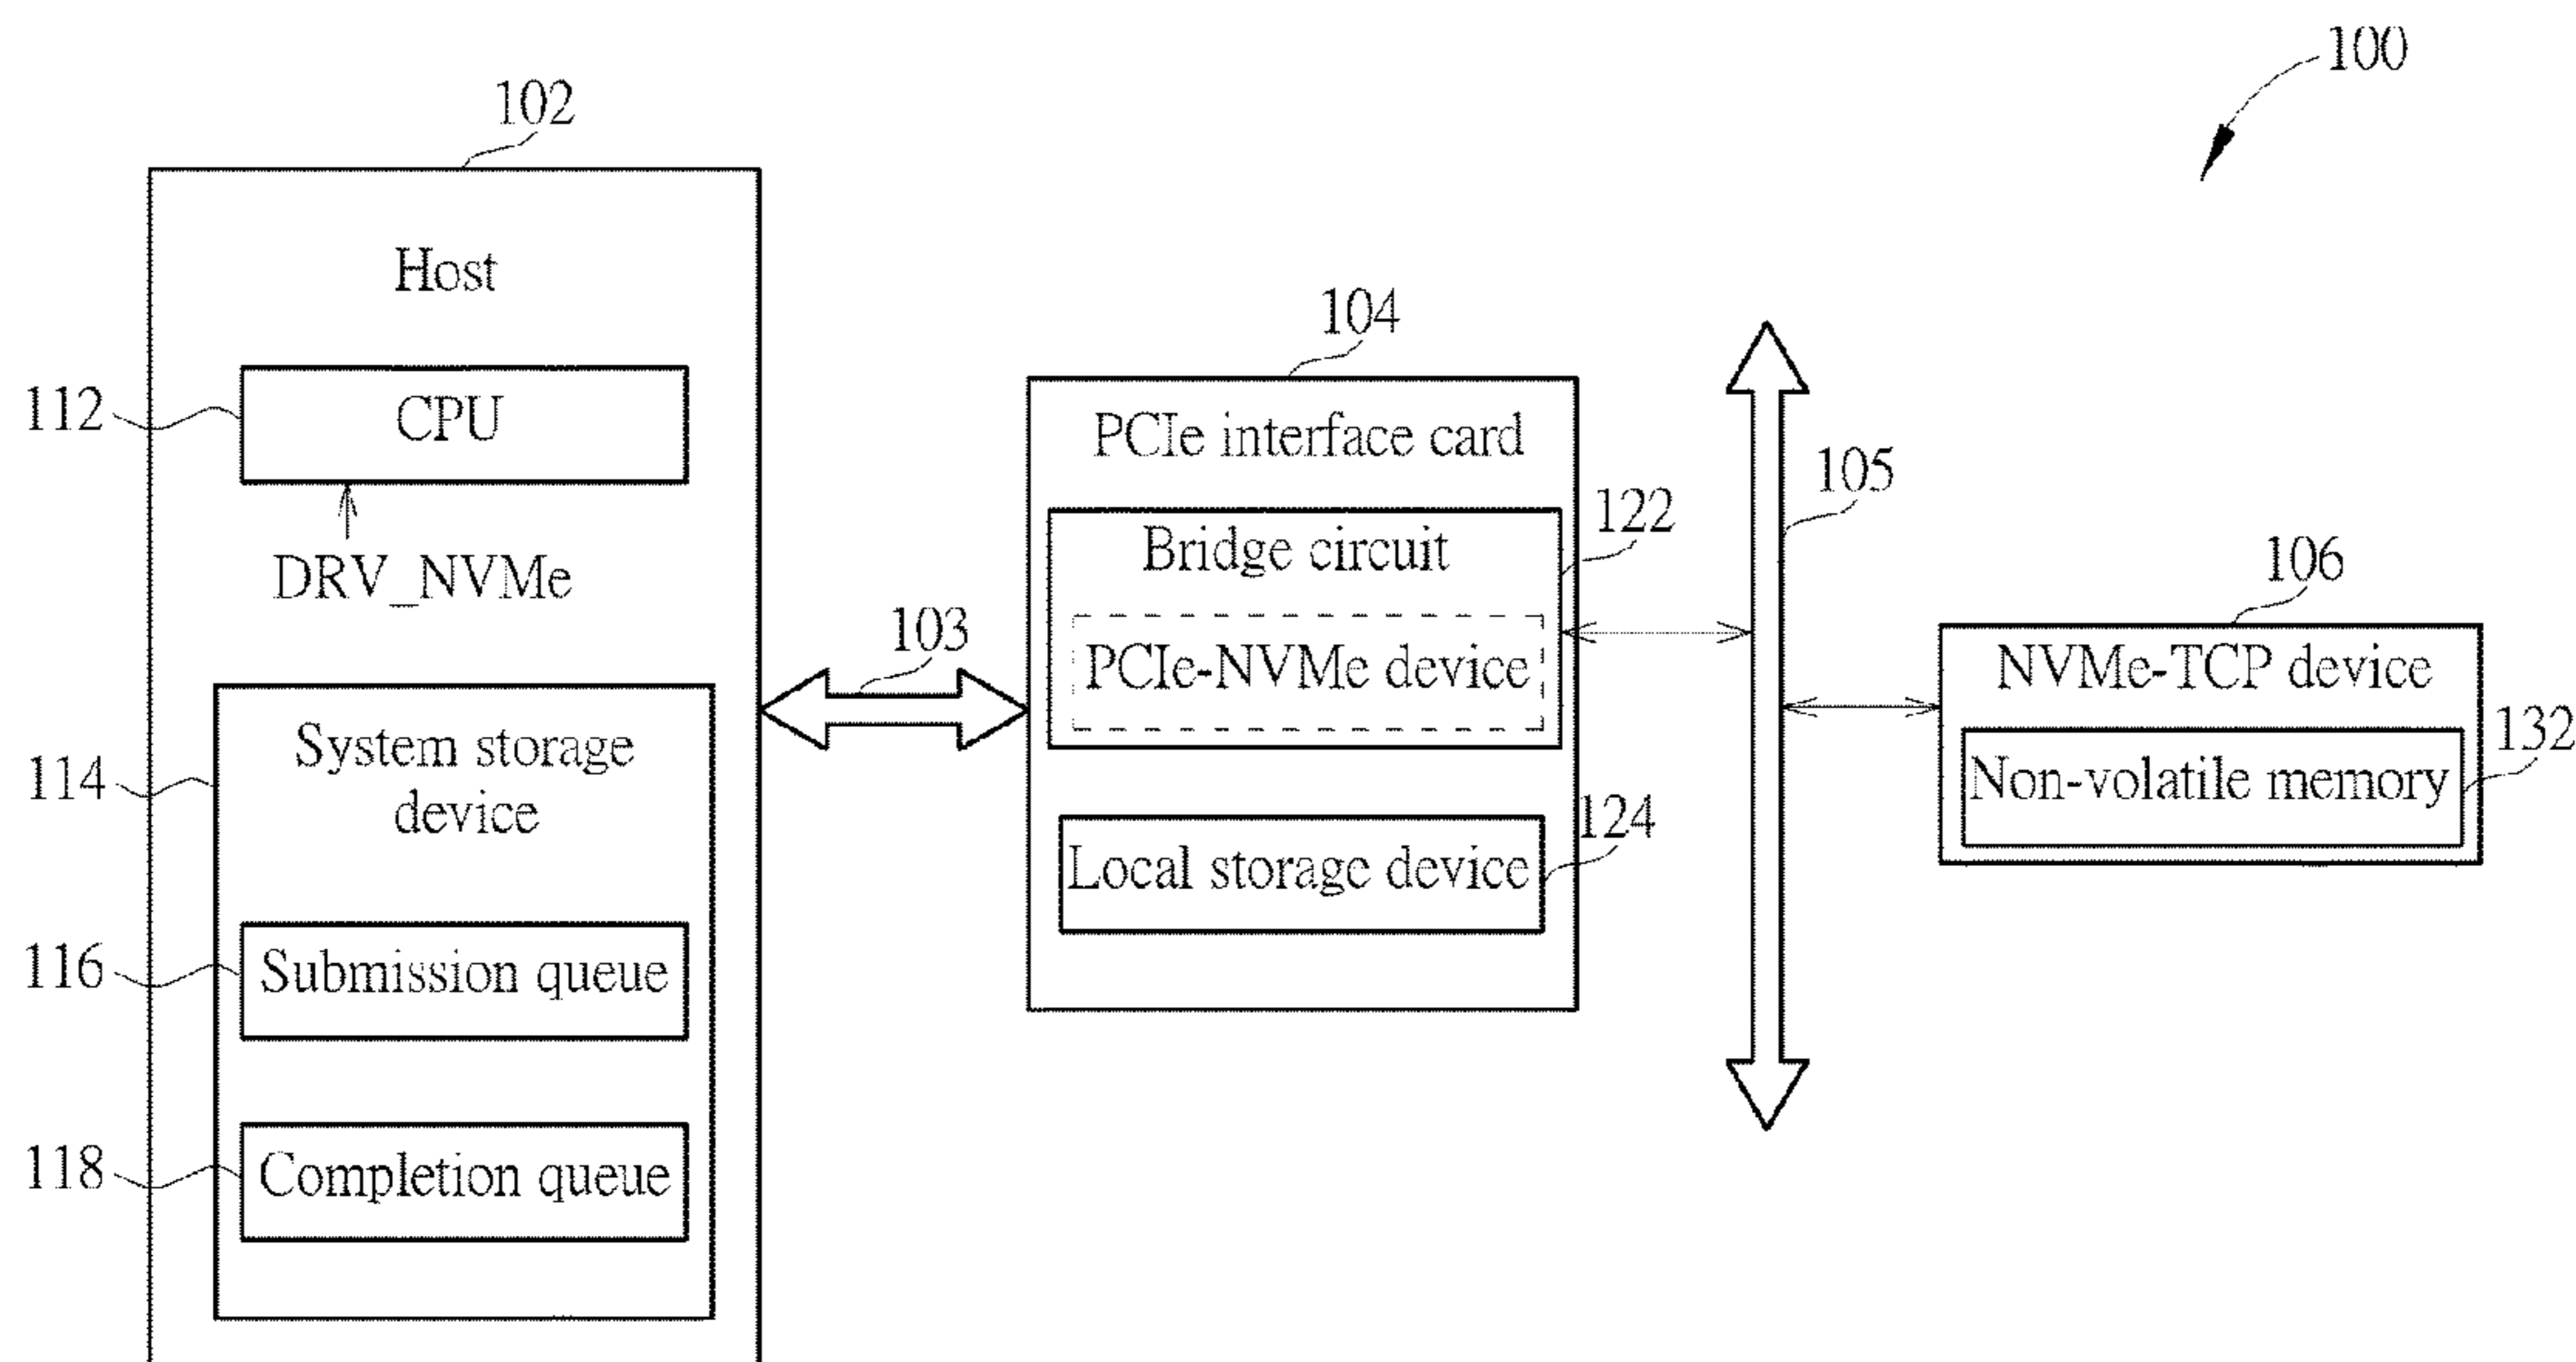 100
102
Host
112
CPU
DRV_NVMe
114
System storage
device
116
Submission queue
118
Completion queue
103
104
PCIe interface card
122
Bridge circuit
PCIe-NVMe device
124
Local storage device
105
106
NVMe-TCP device
132
Non-volatile memory